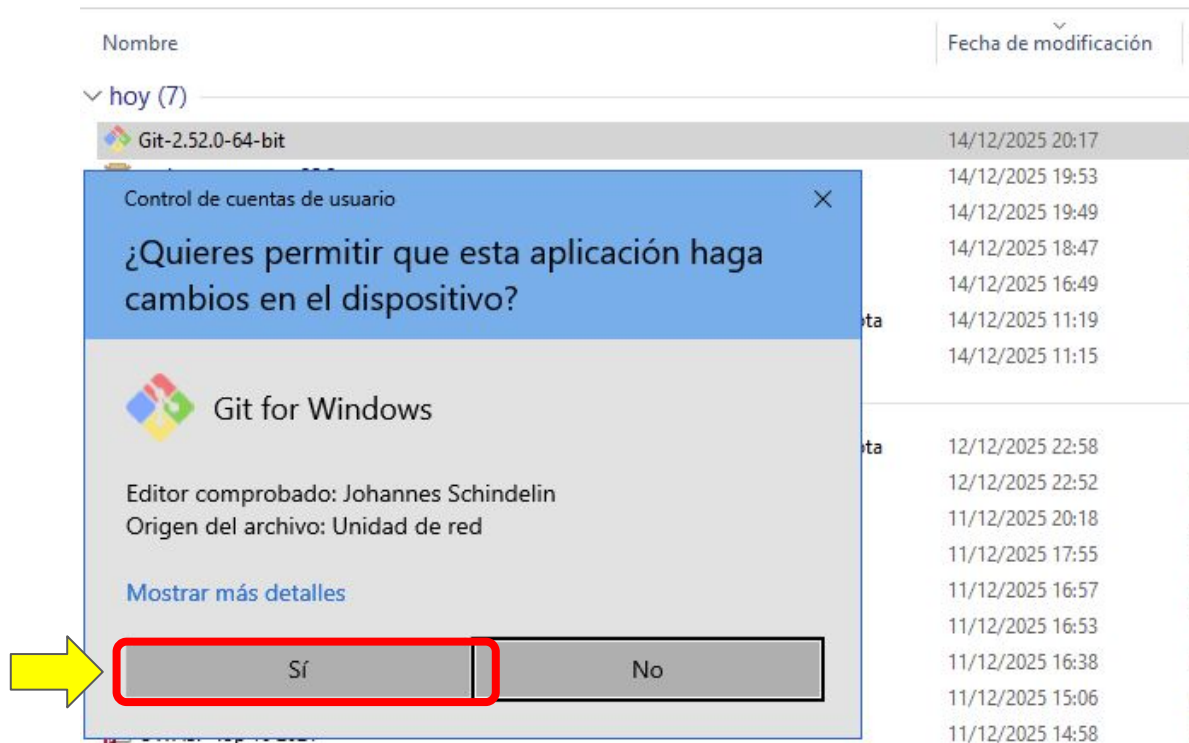 Nombre
Fecha de modificación
hoy (7)
Git-2.52.0-64-bit
14/12/2025 20:17
14/12/2025 19:53
Control de cuentas de usuario
14/12/2025 19:49
¿Quieres permitir que esta aplicación haga
cambios en el dispositivo?
14/12/2025 18:47
14/12/2025 16:49
ota
14/12/2025 11:19
14/12/2025 11:15
Git for Windows
ota
12/12/2025 22:58
Editor comprobado: Johannes Schindelin
12/12/2025 22:52
Origen del archivo: Unidad de red
11/12/2025 20:18
11/12/2025 17:55
Mostrar más detalles
11/12/2025 16:57
11/12/2025 16:53
Sí
No
11/12/2025 16:38
11/12/2025 15:06
11/12/2025 14:58